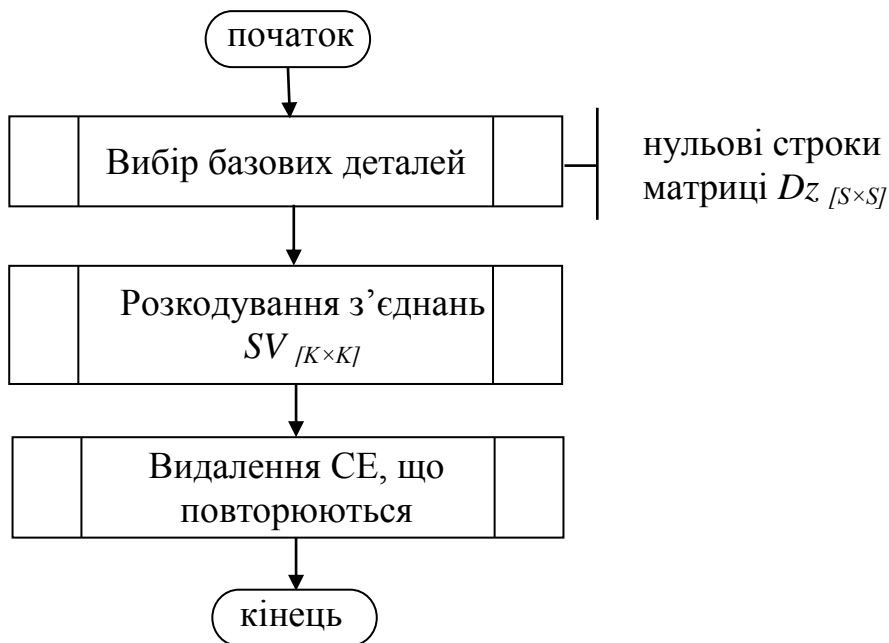 початок
Вибір базових деталей
нульові строки
матриці Dz [S×S]
Розкодування з’єднань
SV [K×K]
Видалення СЕ, що
повторюються
кінець